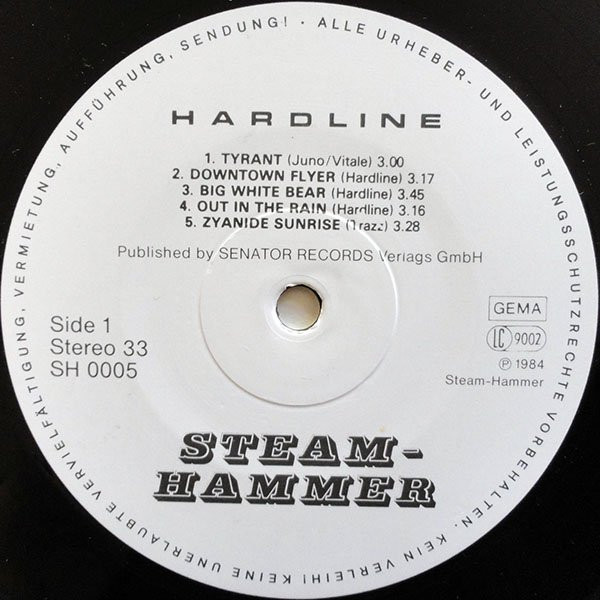 ALLE URHEBER- UND LEISTUNGSSCHUTZRECHTE VORBEHALTEN. KEIN VERLEIH! KEINE UNERLAUBTE VERVIELFÄLTIGUNG, VERMIETUNG, AUFFÜHRUNG, SENDUNG! ·
HARDLINE
1. TYRANT (Juno/Vitale) 3.00
2. DOWNTOWN FLYER (Hardline) 3.17
3. BIG WHITE BEAR (Hardline) 3.45
4. OUT IN THE RAIN (Hardline) 3.16
5. ZYANIDE SUNRISE 3.28
Published by SENATOR RECORDS Verlags GmbH
Side 1
Stereo 33
SH 0005
GEMA
LC 9002
℗ 1984
Steam-Hammer
STEAM-
HAMMER